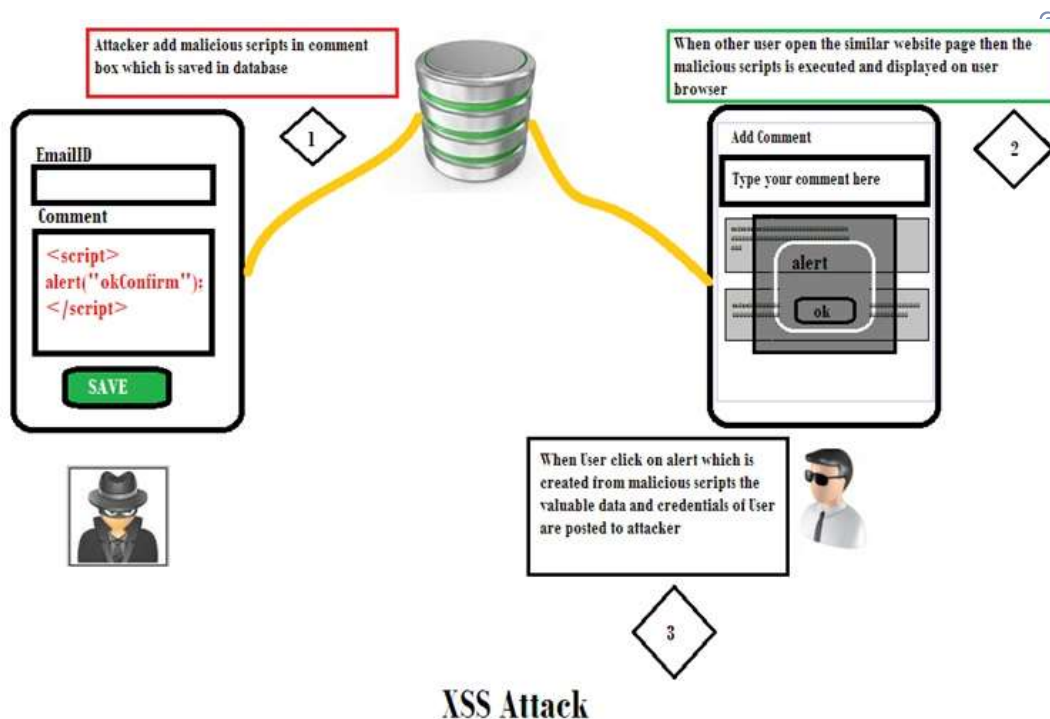 Attacker add malicious scripts in comment
box which is saved in database
1
When other user open the similar website page then the
malicious scripts is executed and displayed on user
browser
2
EmailID
Comment
<script>
alert("okConfirm");
</script>
SAVE
Add Comment
Type your comment here
alert
ok
When User click on alert which is
created from malicious scripts the
valuable data and credentials of User
are posted to attacker
3
XSS Attack